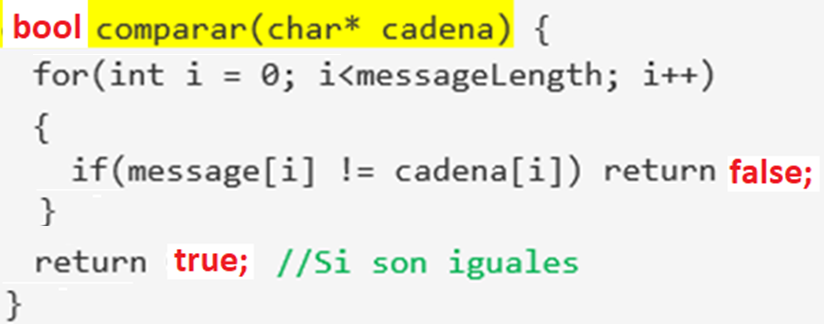 bool comparar(char* cadena) {
for(int i = 0; i<messageLength; i++)
{
if(message[i] != cadena[i]) return false;
}
return true; //Si son iguales
}